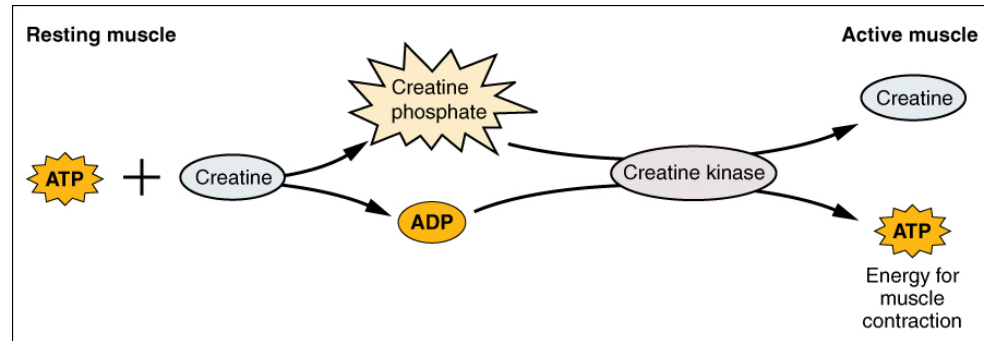 Resting muscle
Active muscle
Creatine
phosphate
Creatine
ATP
+
Creatine
Creatine kinase
ADP
ATP
Energy for
muscle
contraction